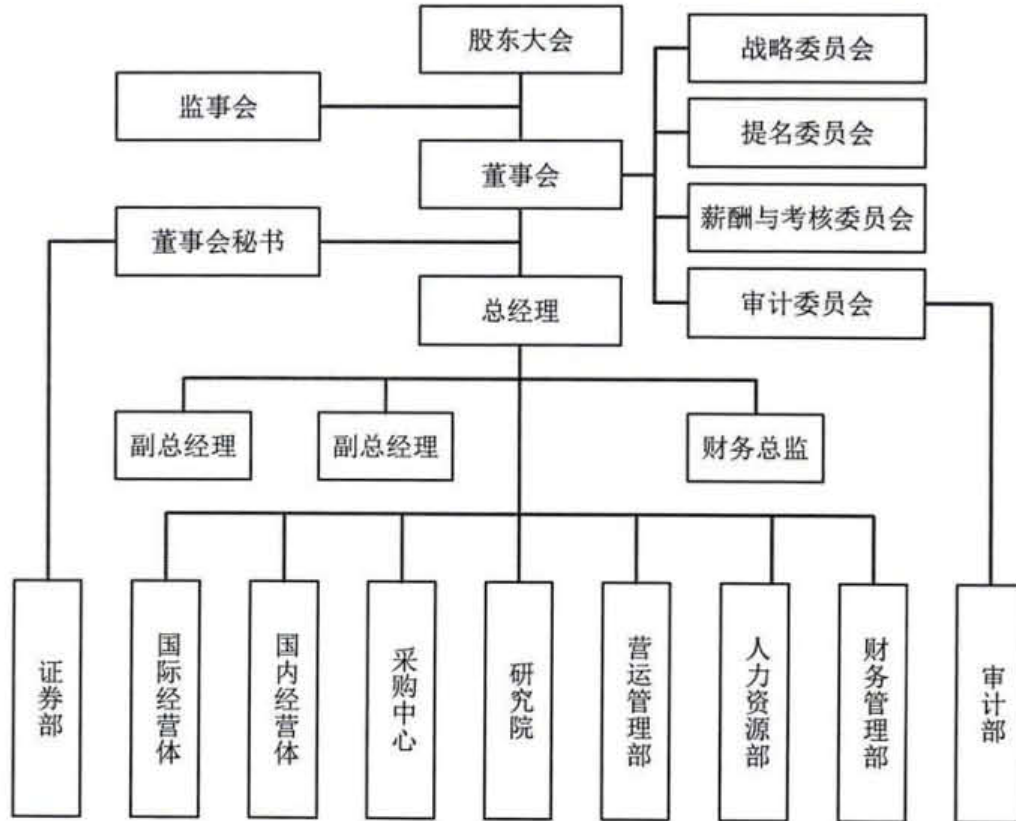 股东大会
战略委员会
监事会
提名委员会
董事会
薪酬与考核委员会
董事会秘书
审计委员会
总经理
副总经理
副总经理
财务总监
证券部
国际经营体
国内经营体
采购中心
研究院
营运管理部
人力资源部
财务管理部
审计部